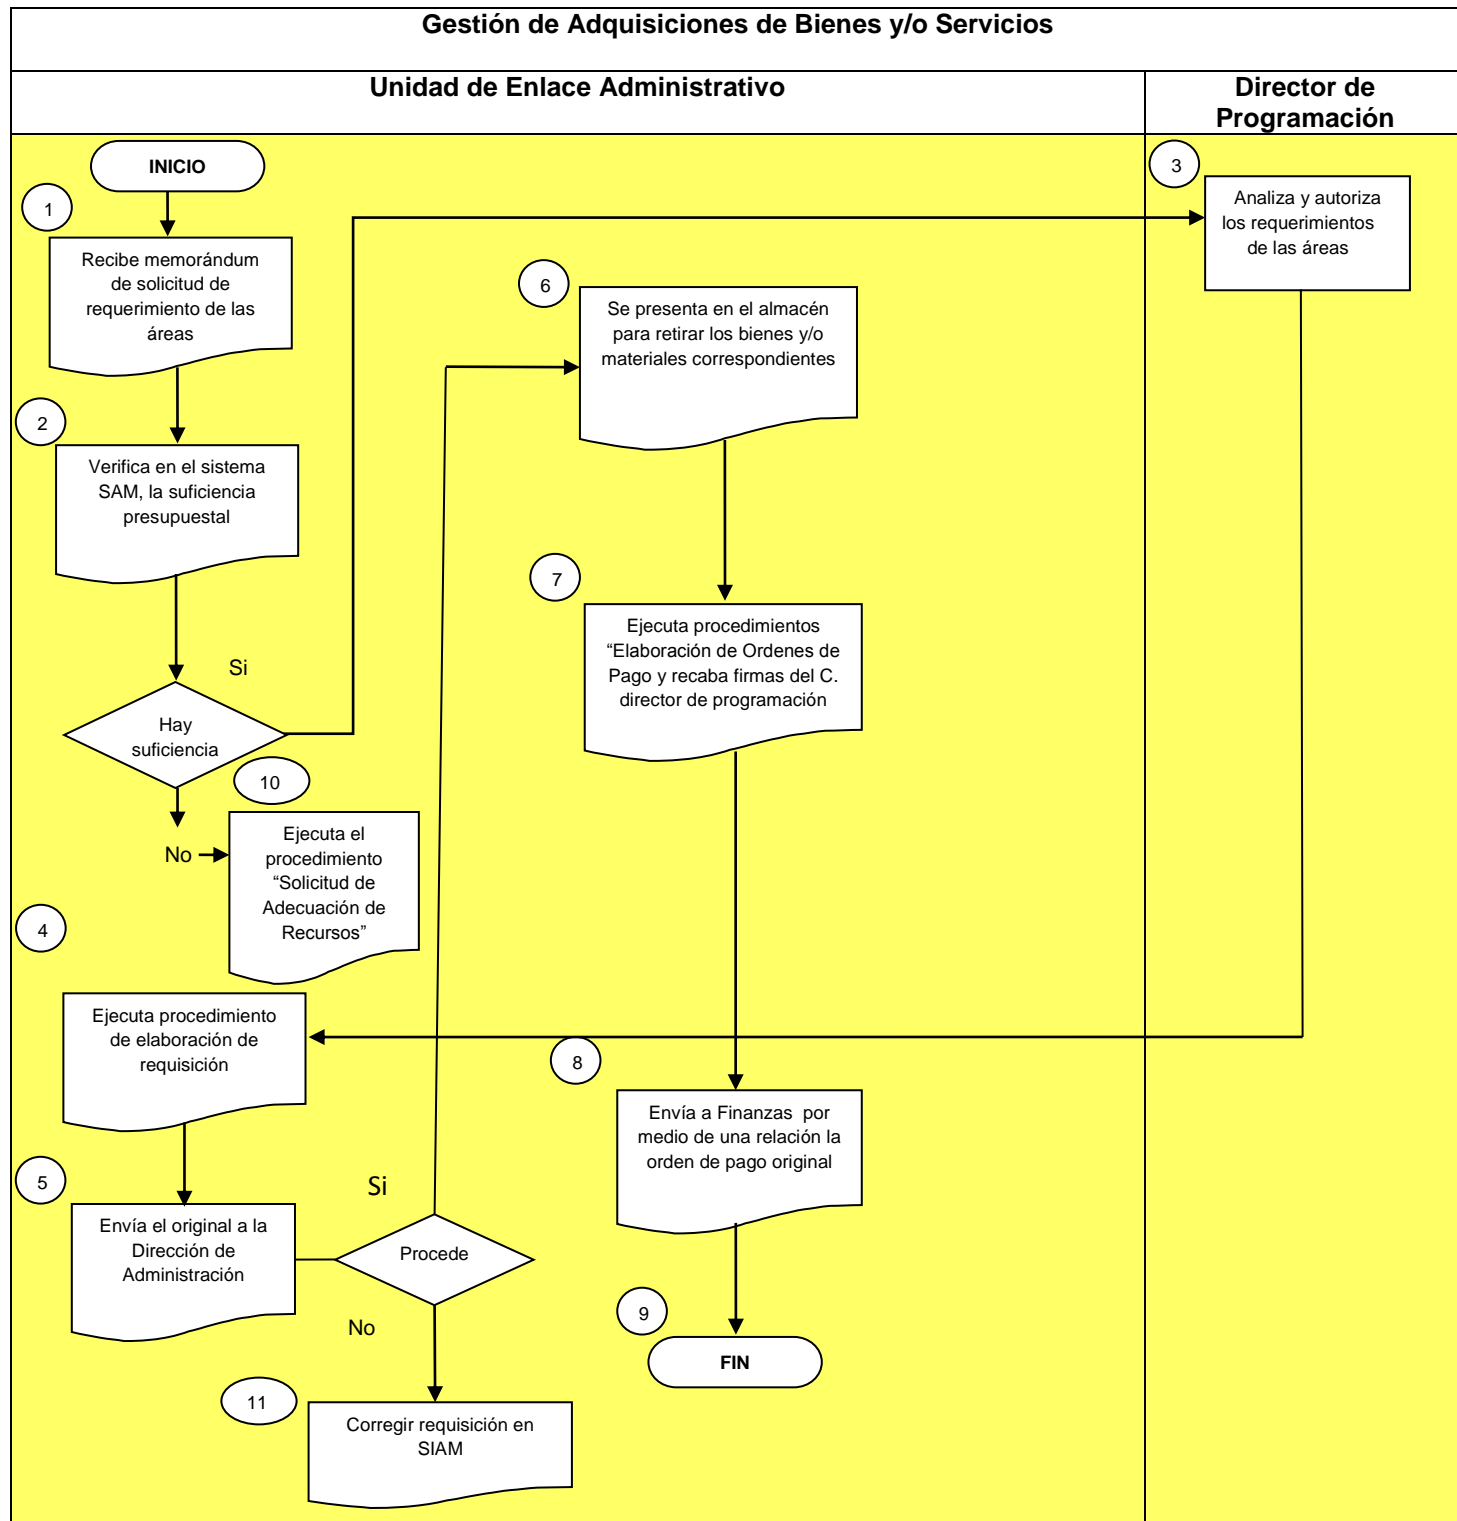 Gestión de Adquisiciones de Bienes y/o Servicios
Unidad de Enlace Administrativo
Director de
Programación
INICIO
1
Recibe memorándum
de solicitud de
requerimiento de las
áreas
2
Verifica en el sistema
SAM, la suficiencia
presupuestal
Si
Hay
suficiencia
10
No
Ejecuta el
procedimiento
“Solicitud de
Adecuación de
Recursos”
3
Analiza y autoriza
los requerimientos
de las áreas
4
Ejecuta procedimiento
de elaboración de
requisición
5
Envía el original a la
Dirección de
Administración
Si
Procede
No
11
Corregir requisición en
SIAM
6
Se presenta en el almacén
para retirar los bienes y/o
materiales correspondientes
7
Ejecuta procedimientos
“Elaboración de Ordenes de
Pago y recaba firmas del C.
director de programación
8
Envía a Finanzas  por
medio de una relación la
orden de pago original
9
FIN